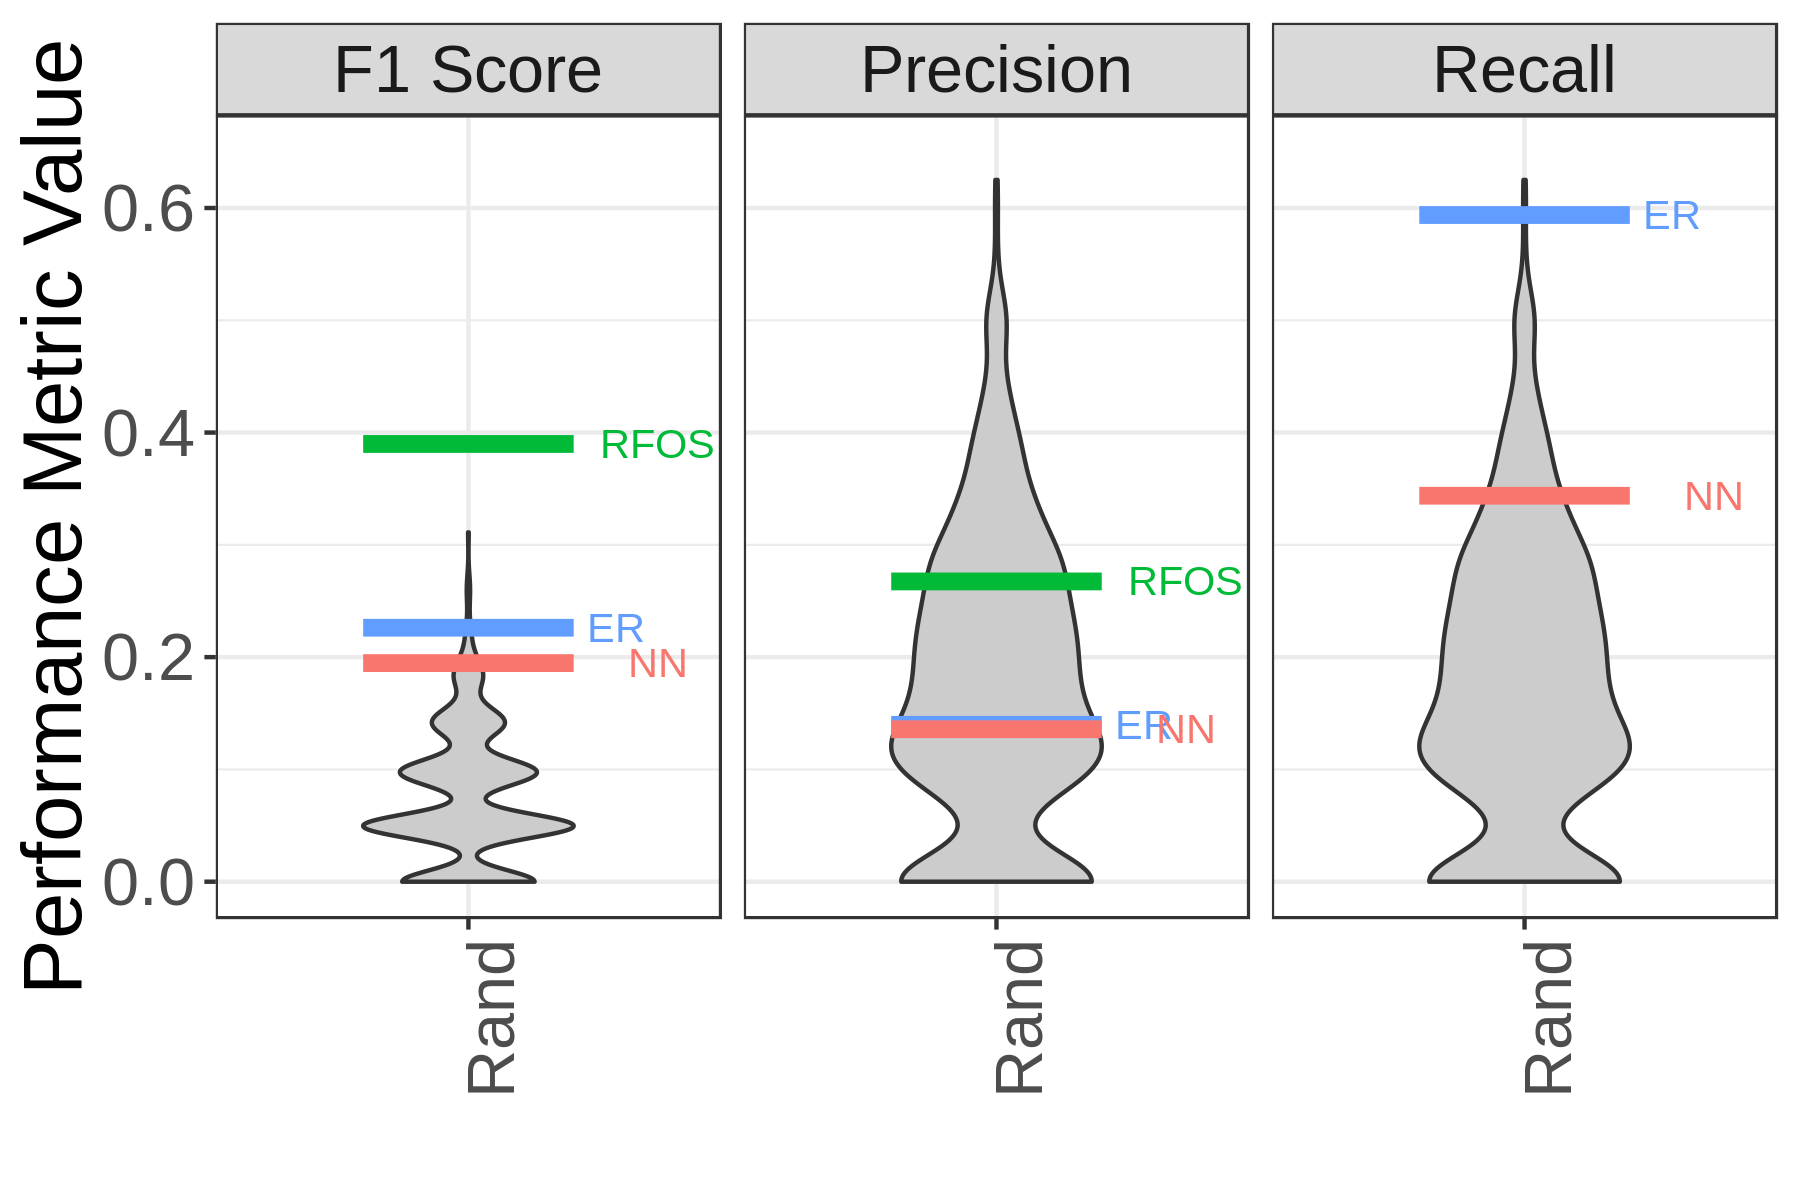 F1 Score
Precision
Recall
Performance Metric Value
0.6
0.4
0.2
0.0
RFOS
ER
NN
RFOS
ER
NN
ER
NN
Rand
Rand
Rand